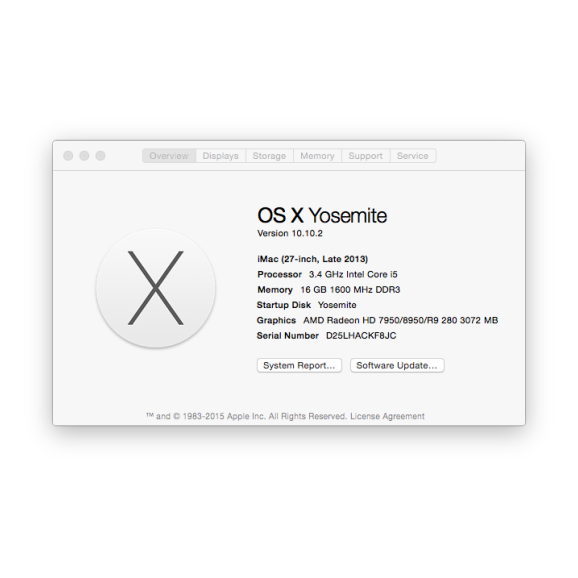 Overview Displays Storage Memory Support Service
OS X Yosemite
Version 10.10.2
iMac (27-inch, Late 2013)
Processor 3.4 GHz Intel Core i5
Memory 16 GB 1600 MHz DDR3
Startup Disk Yosemite
Graphics AMD Radeon HD 7950/8950/R9 280 3072 MB
Serial Number D25LHACKF8JC
System Report... Software Update...
™ and © 1983-2015 Apple Inc. All Rights Reserved. License Agreement